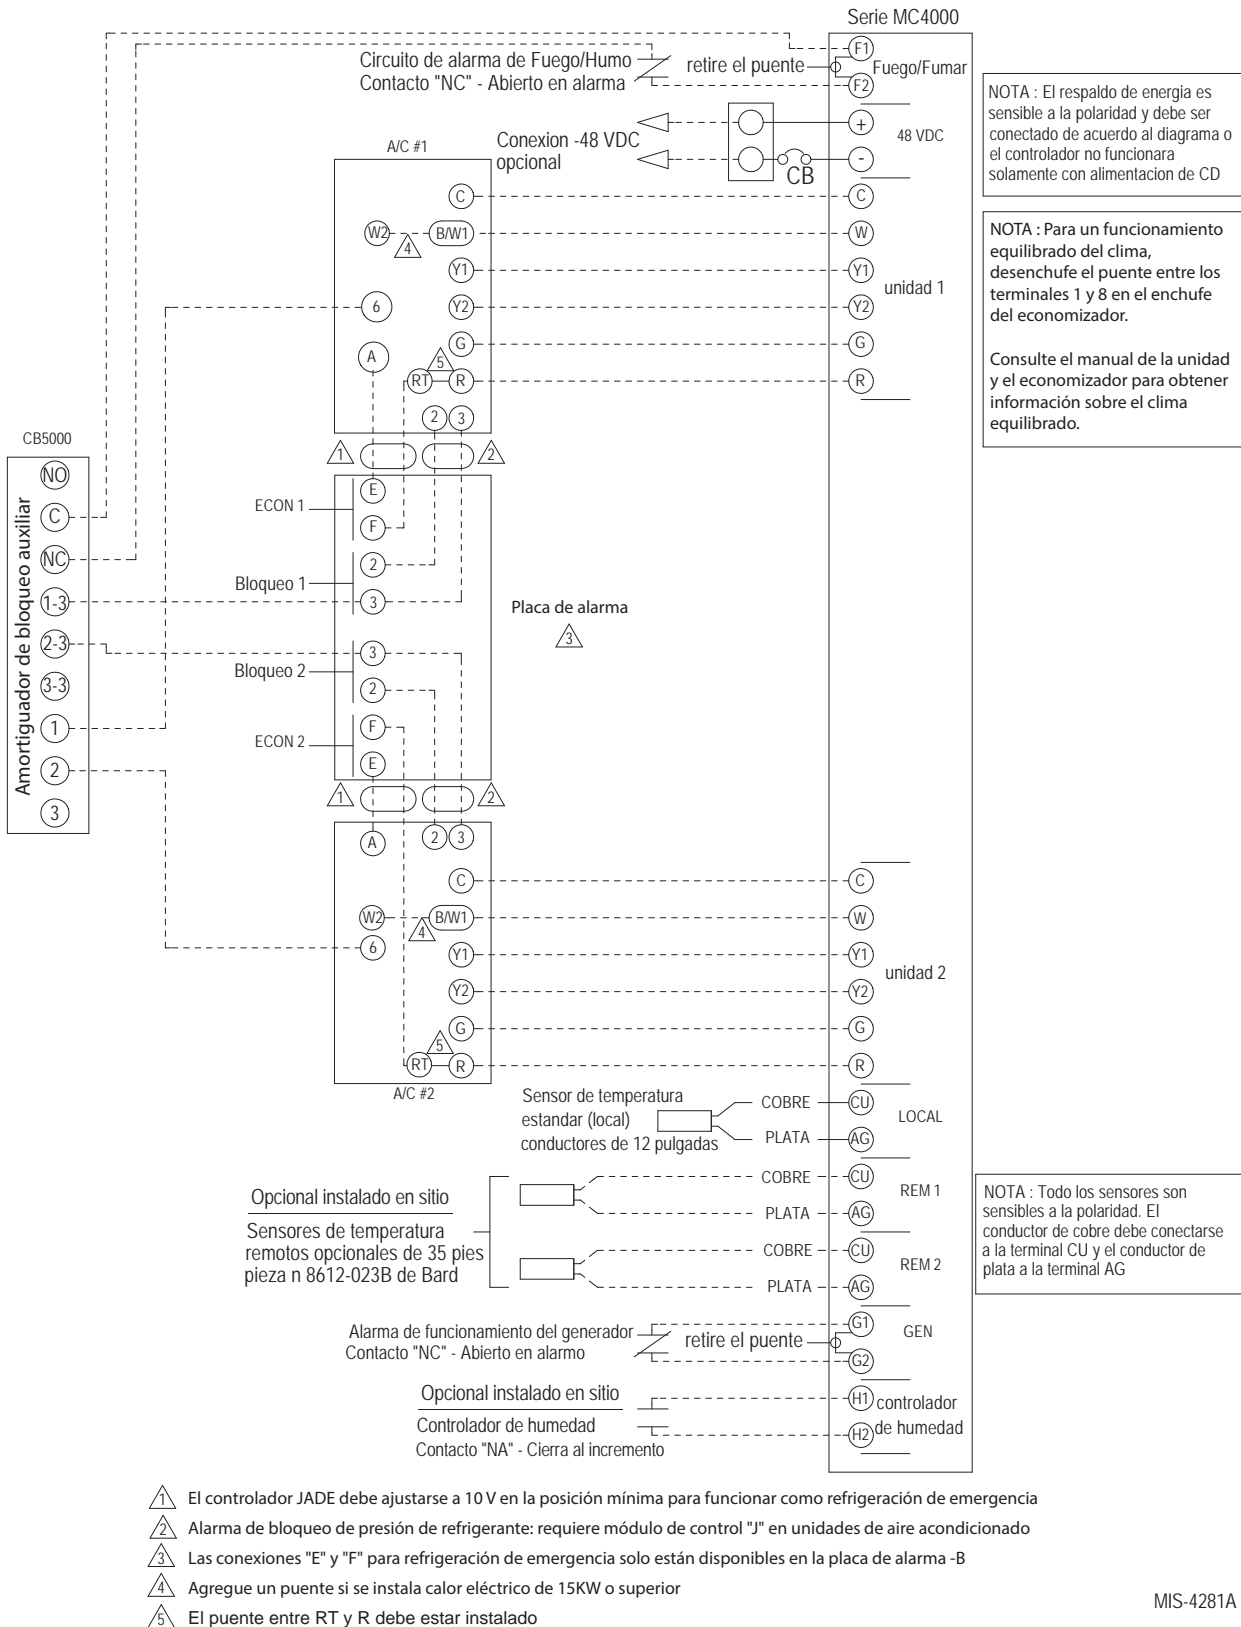 Serie MC4000
F1
Circuito de alarma de Fuego/Humo
Contacto "NC" - Abierto en alarma
retire el puente
Fuego/Fumar
F2
NOTA : El respaldo de energia es
sensible a la polaridad y debe ser
conectado de acuerdo al diagrama o
el controlador no funcionara
solamente con alimentacion de CD
Conexion -48 VDC
opcional
CB
+
48 VDC
-
NOTA : Para un funcionamiento
equilibrado del clima,
desenchufe el puente entre los
terminales 1 y 8 en el enchufe
del economizador.
Consulte el manual de la unidad
y el economizador para obtener
información sobre el clima
equilibrado.
A/C #1
C
W2
4
B/W1
Y1
6
Y2
A
G
5
RT
R
2
3
C
W
Y1
unidad 1
Y2
G
R
CB5000
Amortiguador de bloqueo auxiliar
NO
C
NC
1-3
2-3
3-3
1
2
3
1
2
ECON 1
E
F
Bloqueo 1
2
3
Placa de alarma
3
Bloqueo 2
3
2
ECON 2
F
E
1
2
A
2
3
C
W2
B/W1
4
6
Y1
Y2
G
5
RT
R
A/C #2
C
W
Y1
unidad 2
Y2
G
R
Sensor de temperatura
estandar (local)
conductores de 12 pulgadas
COBRE
CU
LOCAL
PLATA
AG
Opcional instalado en sitio
Sensores de temperatura
remotos opcionales de 35 pies
pieza n 8612-023B de Bard
COBRE
CU
REM 1
PLATA
AG
COBRE
CU
REM 2
PLATA
AG
NOTA : Todo los sensores son
sensibles a la polaridad. El
conductor de cobre debe conectarse
a la terminal CU y el conductor de
plata a la terminal AG
Alarma de funcionamiento del generador
Contacto "NC" - Abierto en alarmo
retire el puente
G1
GEN
G2
Opcional instalado en sitio
Controlador de humedad
Contacto "NA" - Cierra al incremento
H1
controlador
de humedad
H2
1 El controlador JADE debe ajustarse a 10 V en la posición mínima para funcionar como refrigeración de emergencia
2 Alarma de bloqueo de presión de refrigerante: requiere módulo de control "J" en unidades de aire acondicionado
3 Las conexiones "E" y "F" para refrigeración de emergencia solo están disponibles en la placa de alarma -B
4 Agregue un puente si se instala calor eléctrico de 15KW o superior
5 El puente entre RT y R debe estar instalado
MIS-4281A